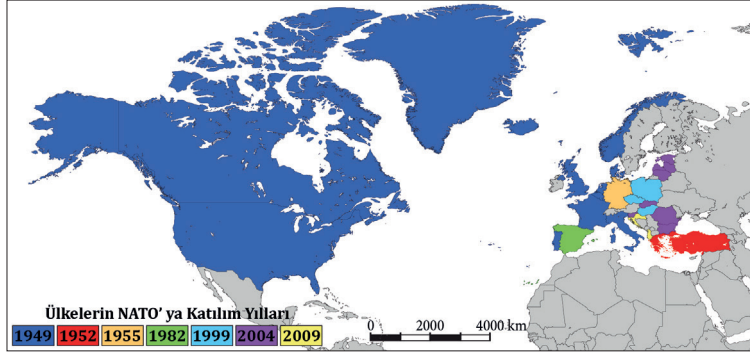 Ülkelerin NATO' ya Katılım Yılları
1949 1952 1955 1982 1999 2004 2009
0 2000 4000 km